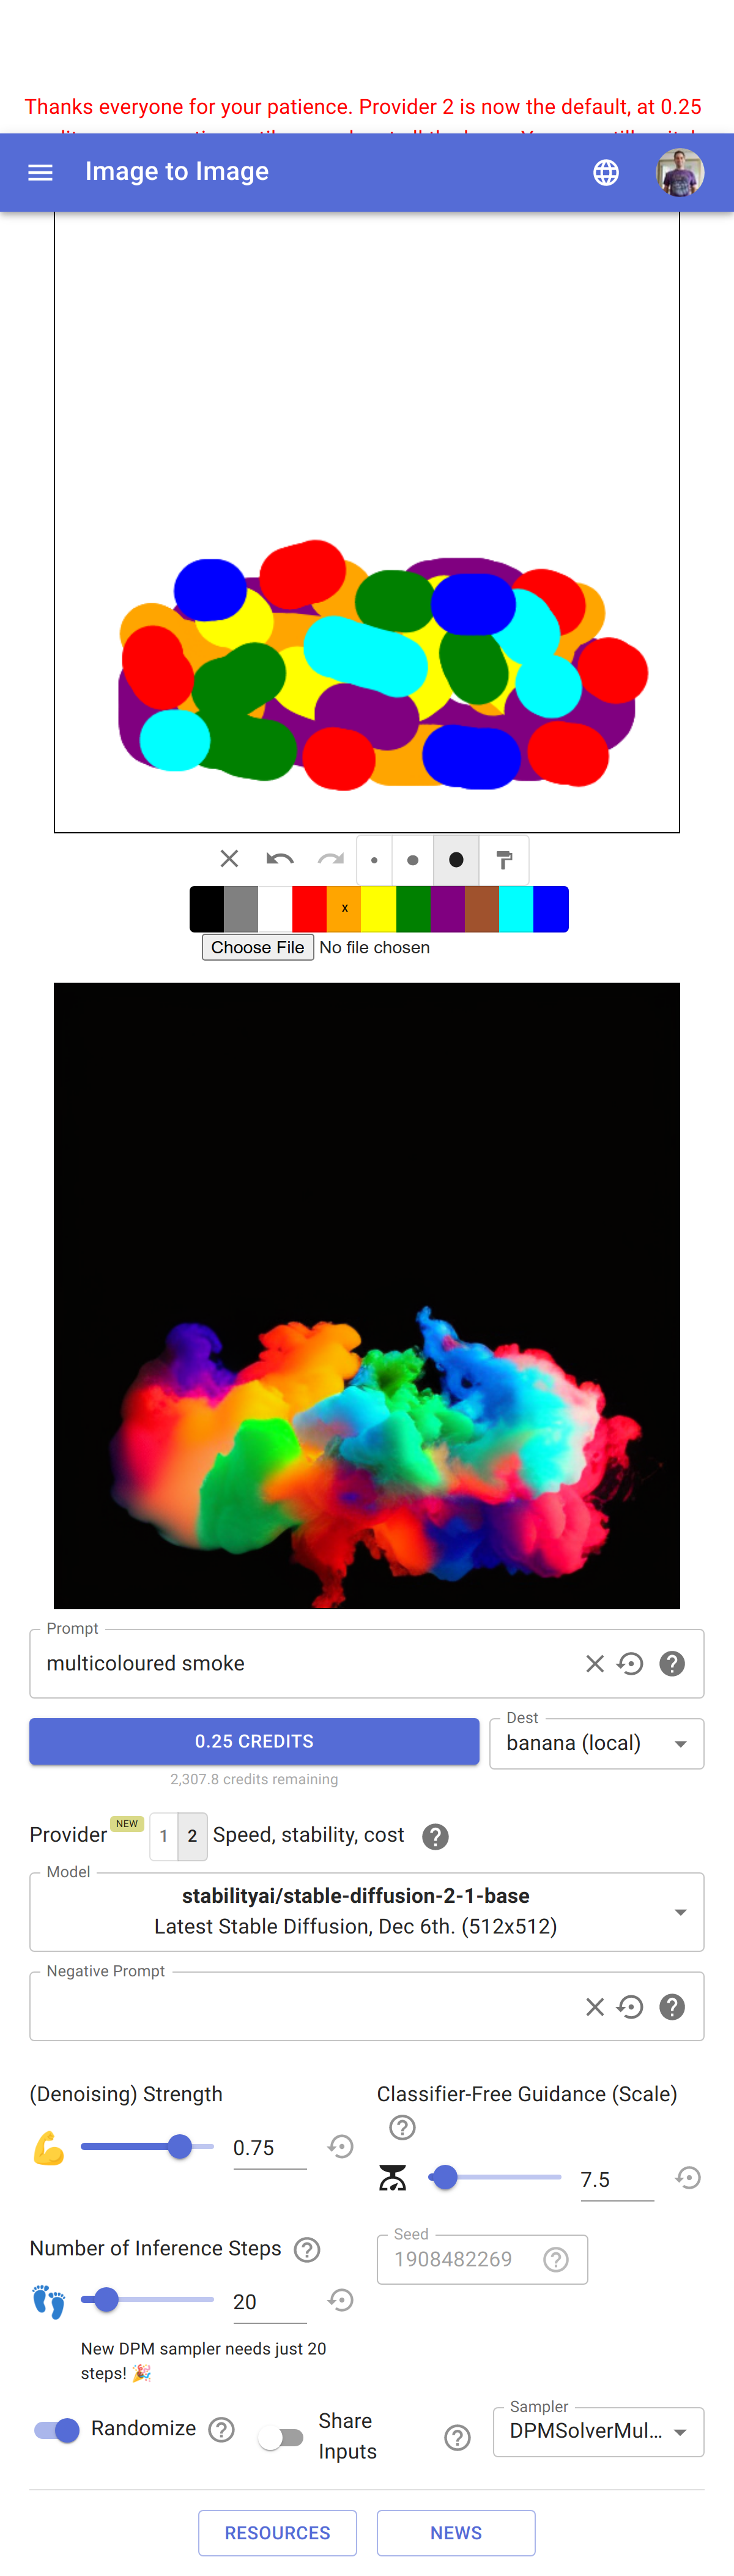 Thanks everyone for your patience. Provider 2 is now the default, at 0.25
Image to Image
x
Choose File No file chosen
Prompt
multicoloured smoke
0.25 CREDITS
Dest
banana (local)
2,307.8 credits remaining
Provider NEW 1 2 Speed, stability, cost
Model
stabilityai/stable-diffusion-2-1-base
Latest Stable Diffusion, Dec 6th. (512x512)
Negative Prompt
(Denoising) Strength
0.75
Classifier-Free Guidance (Scale)
7.5
Number of Inference Steps
20
New DPM sampler needs just 20
steps! 🎉
Seed
1908482269
Randomize
Share
Inputs
Sampler
DPMSolverMul...
RESOURCES
NEWS